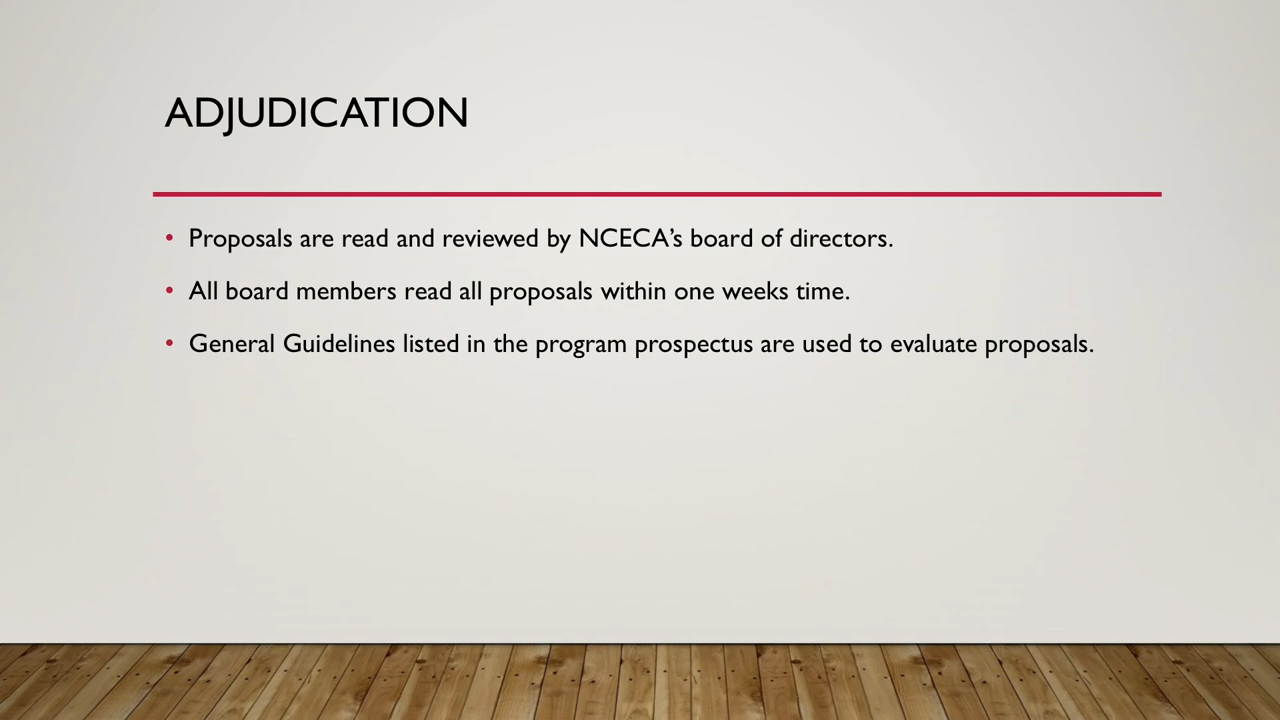 ADJUDICATION
• Proposals are read and reviewed by NCECA’s board of directors.
• All board members read all proposals within one weeks time.
• General Guidelines listed in the program prospectus are used to evaluate proposals.